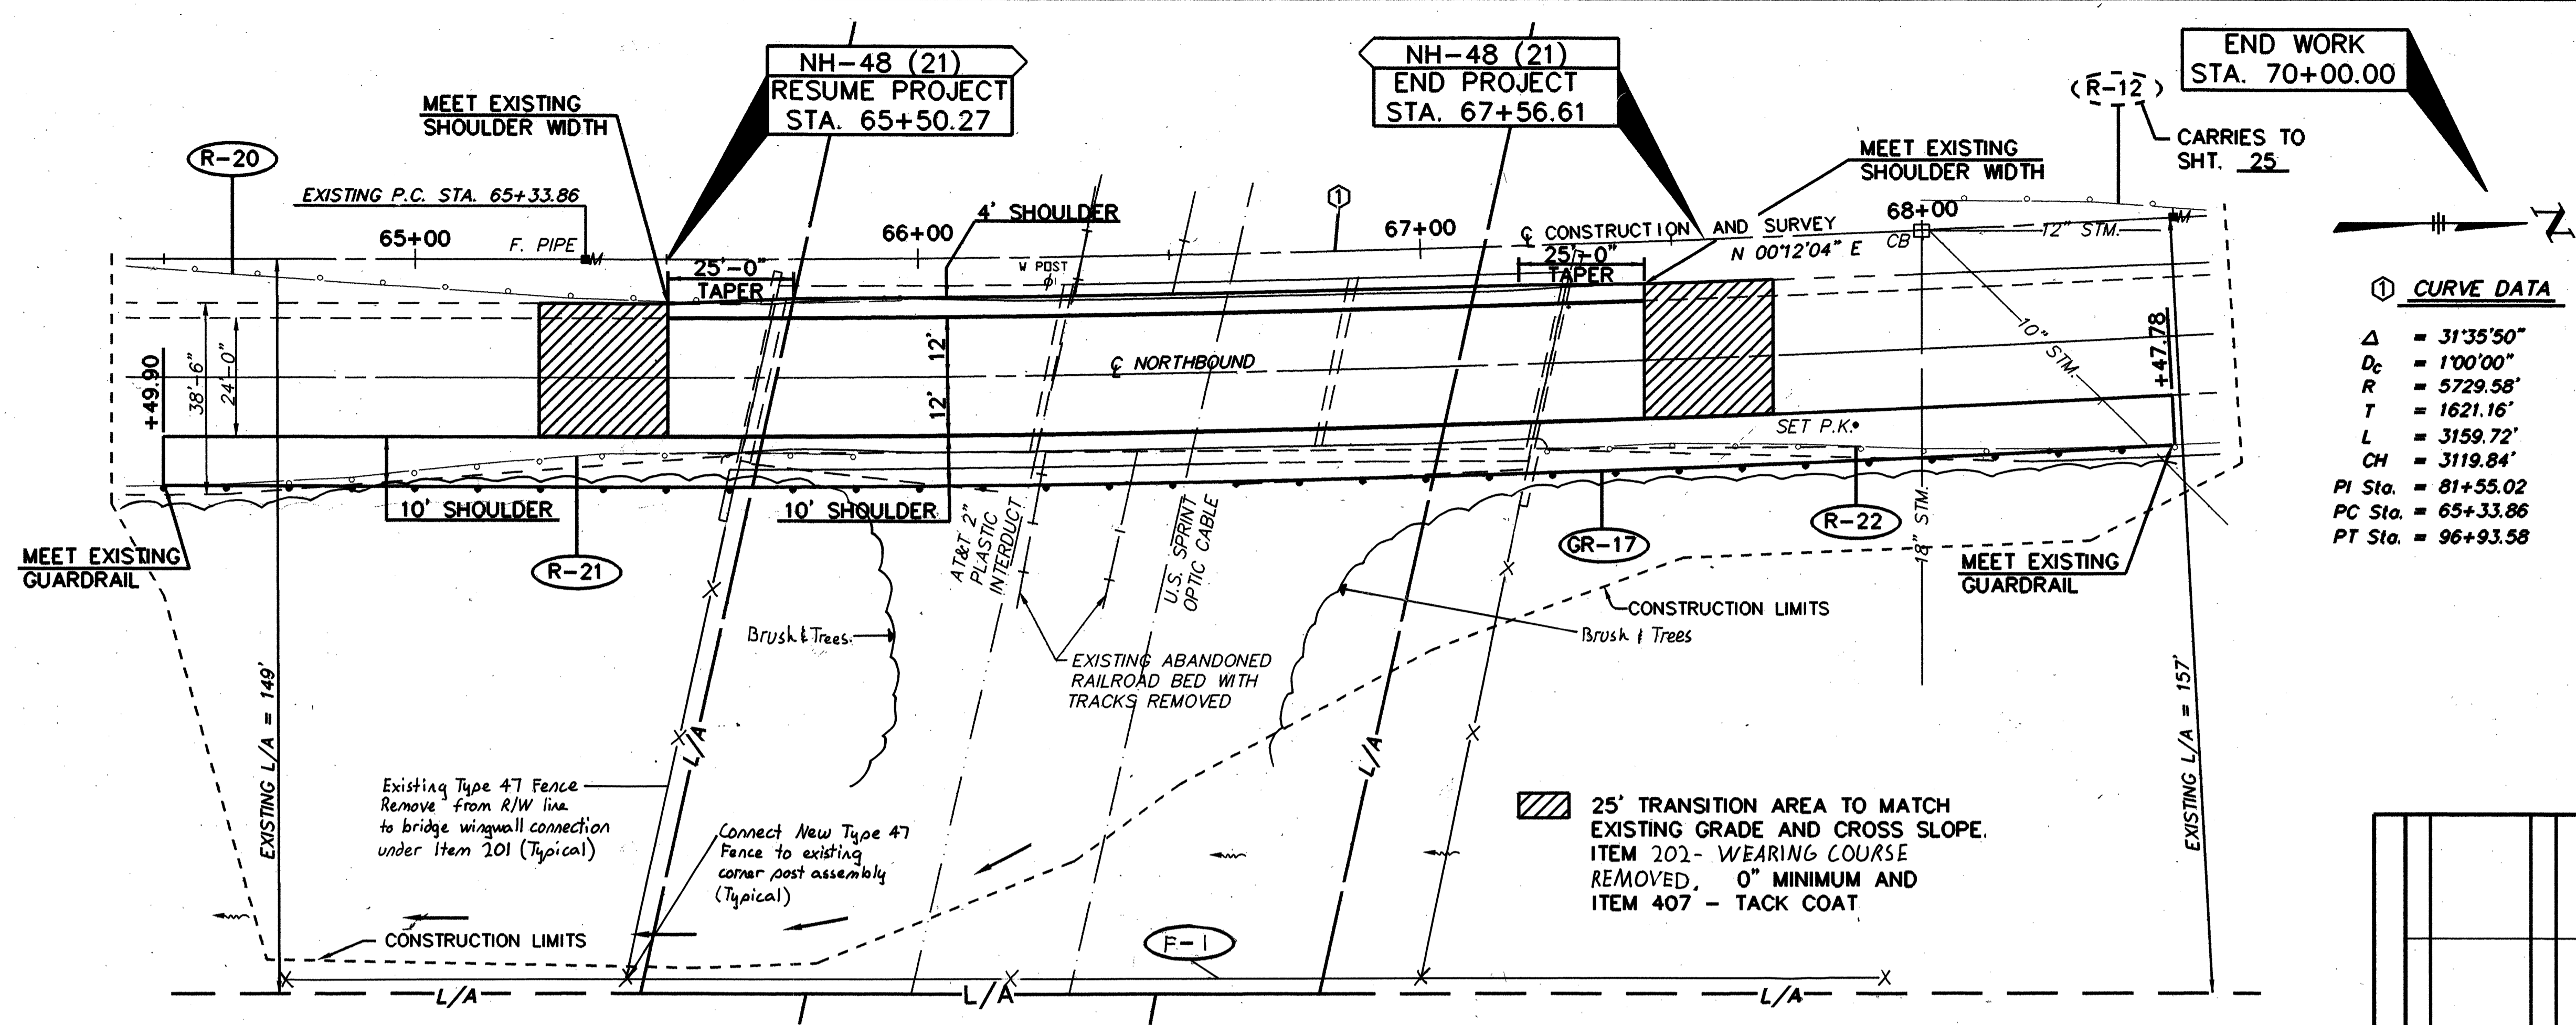 NH-48 (21)
RESUME PROJECT
STA. 65+50.27
NH-48 (21)
END PROJECT
STA. 67+56.61
END WORK
STA. 70+00.00
(R-12)
CARRIES TO
SHT. 25
MEET EXISTING
SHOULDER WIDTH
MEET EXISTING
SHOULDER WIDTH
R-20
EXISTING P.C. STA. 65+33.86
65+00
F. PIPE
M
66+00
4' SHOULDER
1
67+00
℄ CONSTRUCTION AND SURVEY
N 00°12'04" E
68+00
CB
12" STM.
M
Z
25'-0"
TAPER
W POST
25'-0"
TAPER
+49.90
38'-6"
24'-0"
12'
12'
℄ NORTHBOUND
10" STM.
+47.78
SET P.K.
18" STM.
1 CURVE DATA
Δ = 31°35'50"
Dc = 1°00'00"
R = 5729.58'
T = 1621.16'
L = 3159.72'
CH = 3119.84'
PI Sta. = 81+55.02
PC Sta. = 65+33.86
PT Sta. = 96+93.58
10' SHOULDER
10' SHOULDER
MEET EXISTING
GUARDRAIL
R-21
AT&T 2"
PLASTIC
INTERDUCT
U.S. SPRINT
OPTIC CABLE
GR-17
R-22
MEET EXISTING
GUARDRAIL
CONSTRUCTION LIMITS
Brush & Trees.
Brush & Trees
EXISTING ABANDONED
RAILROAD BED WITH
TRACKS REMOVED
EXISTING L/A = 149'
L/A
L/A
EXISTING L/A = 157'
Existing Type 47 Fence
Remove from R/W line
to bridge wingwall connection
under Item 201 (Typical)
Connect New Type 47
Fence to existing
corner post assembly
(Typical)
25' TRANSITION AREA TO MATCH
EXISTING GRADE AND CROSS SLOPE.
ITEM 202- WEARING COURSE
REMOVED, 0" MINIMUM AND
ITEM 407 - TACK COAT
CONSTRUCTION LIMITS
F-1
L/A
L/A
L/A